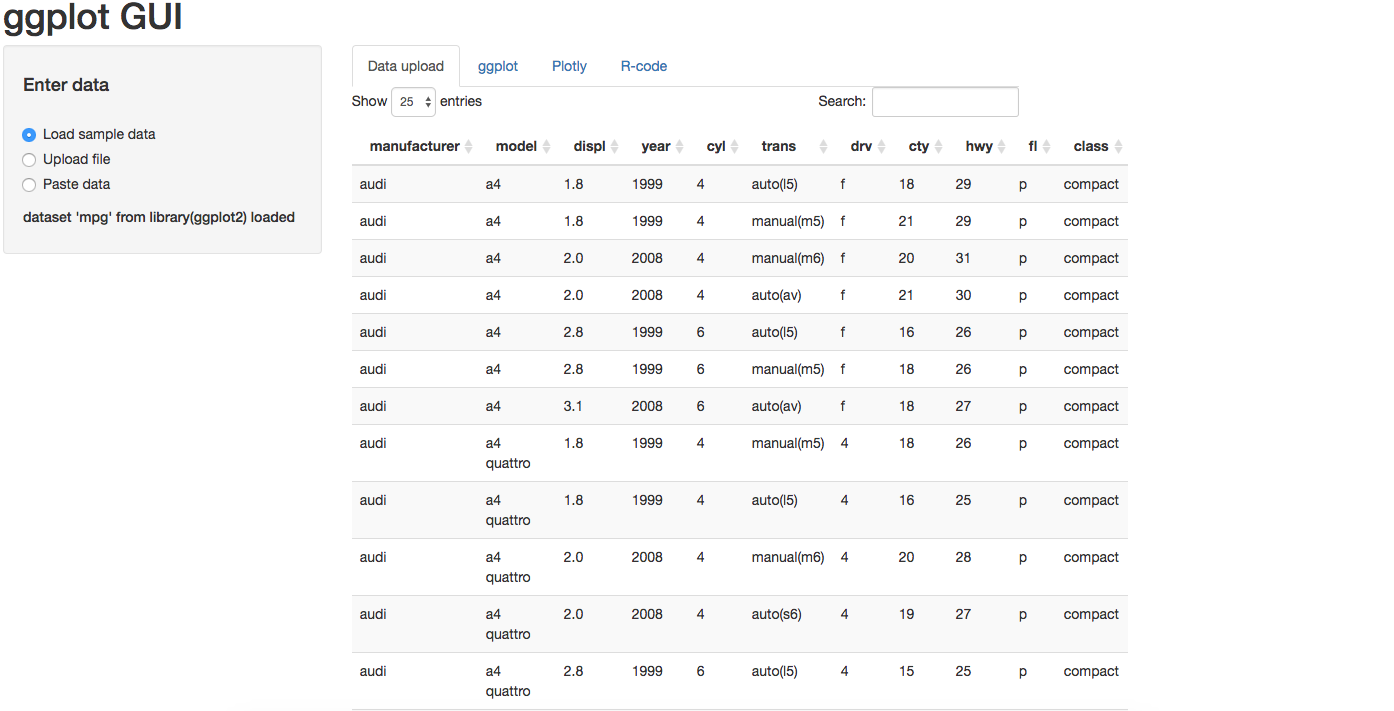 ggplot GUI
Enter data
Load sample data
Upload file
Paste data
dataset 'mpg' from library(ggplot2) loaded
Data upload ggplot Plotly R-code
Show 25 entries Search:
manufacturer model displ year cyl trans drv cty hwy fl class
audi a4 1.8 1999 4 auto(l5) f 18 29 p compact
audi a4 1.8 1999 4 manual(m5) f 21 29 p compact
audi a4 2.0 2008 4 manual(m6) f 20 31 p compact
audi a4 2.0 2008 4 auto(av) f 21 30 p compact
audi a4 2.8 1999 6 auto(l5) f 16 26 p compact
audi a4 2.8 1999 6 manual(m5) f 18 26 p compact
audi a4 3.1 2008 6 auto(av) f 18 27 p compact
audi a4 1.8 1999 4 manual(m5) 4 18 26 p compact
quattro
audi a4 1.8 1999 4 auto(l5) 4 16 25 p compact
quattro
audi a4 2.0 2008 4 manual(m6) 4 20 28 p compact
quattro
audi a4 2.0 2008 4 auto(s6) 4 19 27 p compact
quattro
audi a4 2.8 1999 6 auto(l5) 4 15 25 p compact
quattro